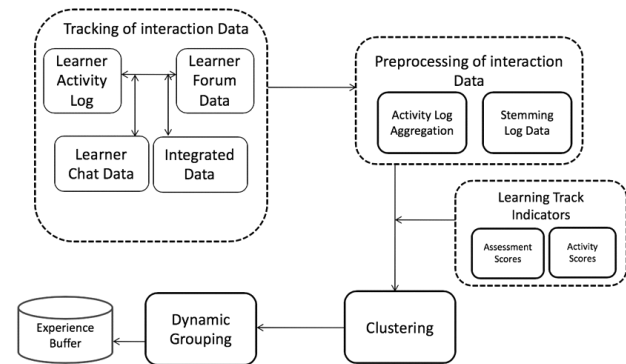 Tracking of interaction Data
Learner
Activity
Log
Learner
Forum
Data
Learner
Chat Data
Integrated
Data
Preprocessing of interaction
Data
Activity Log
Aggregation
Stemming
Log Data
Learning Track
Indicators
Assessment
Scores
Activity
Scores
Clustering
Dynamic
Grouping
Experience
Buffer